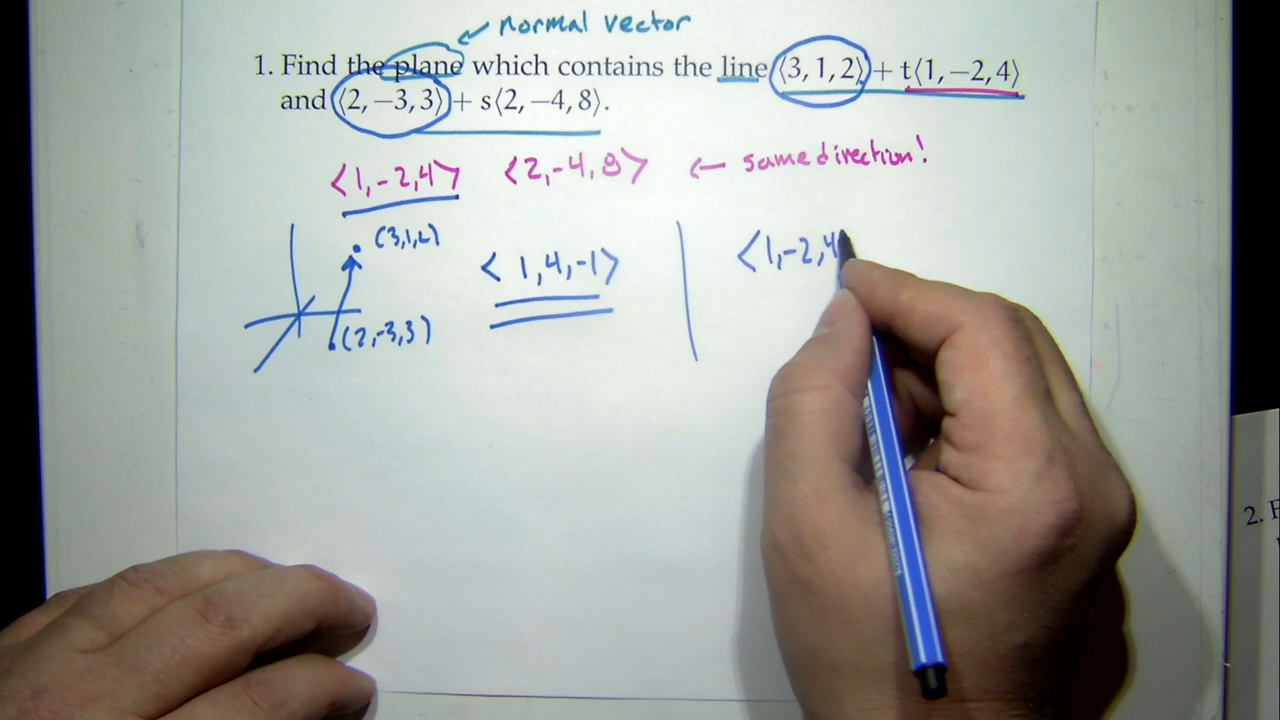 normal vector
1. Find the plane which contains the line ⟨3, 1, 2⟩ + t⟨1, −2, 4⟩
and ⟨2, −3, 3⟩ + s⟨2, −4, 8⟩.
<1,-2,4> <2,-4,8> ← same direction!
(3,1,2)
<1,4,-1>
<1,-2,4
(2,-3,3)
2.